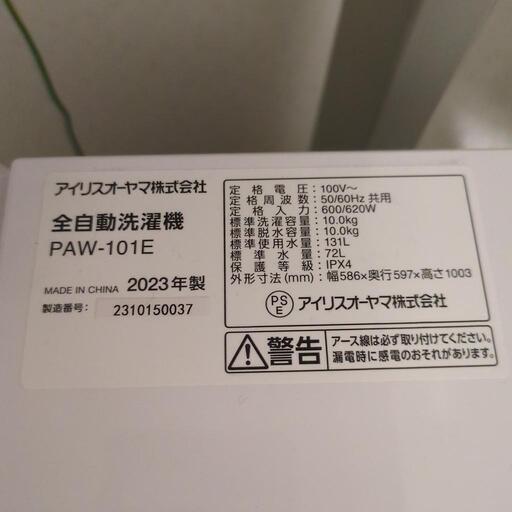 アイリスオーヤマ株式会社
全自動洗濯機
PAW-101E
MADE IN CHINA 2023年製
製造番号: 2310150037
定格電圧: 100V～
定格周波数: 50/60Hz 共用
定格入力: 600/620W
標準洗濯容量: 10.0kg
標準脱水容量: 10.0kg
標準使用水量: 131L
標準水量: 72L
保護等級: IPX4
外形寸法(mm): 幅586×奥行597×高さ1003
PS
E アイリスオーヤマ株式会社
警告
アース線は必ず取り付けてください。
漏電時に感電のおそれがあります。